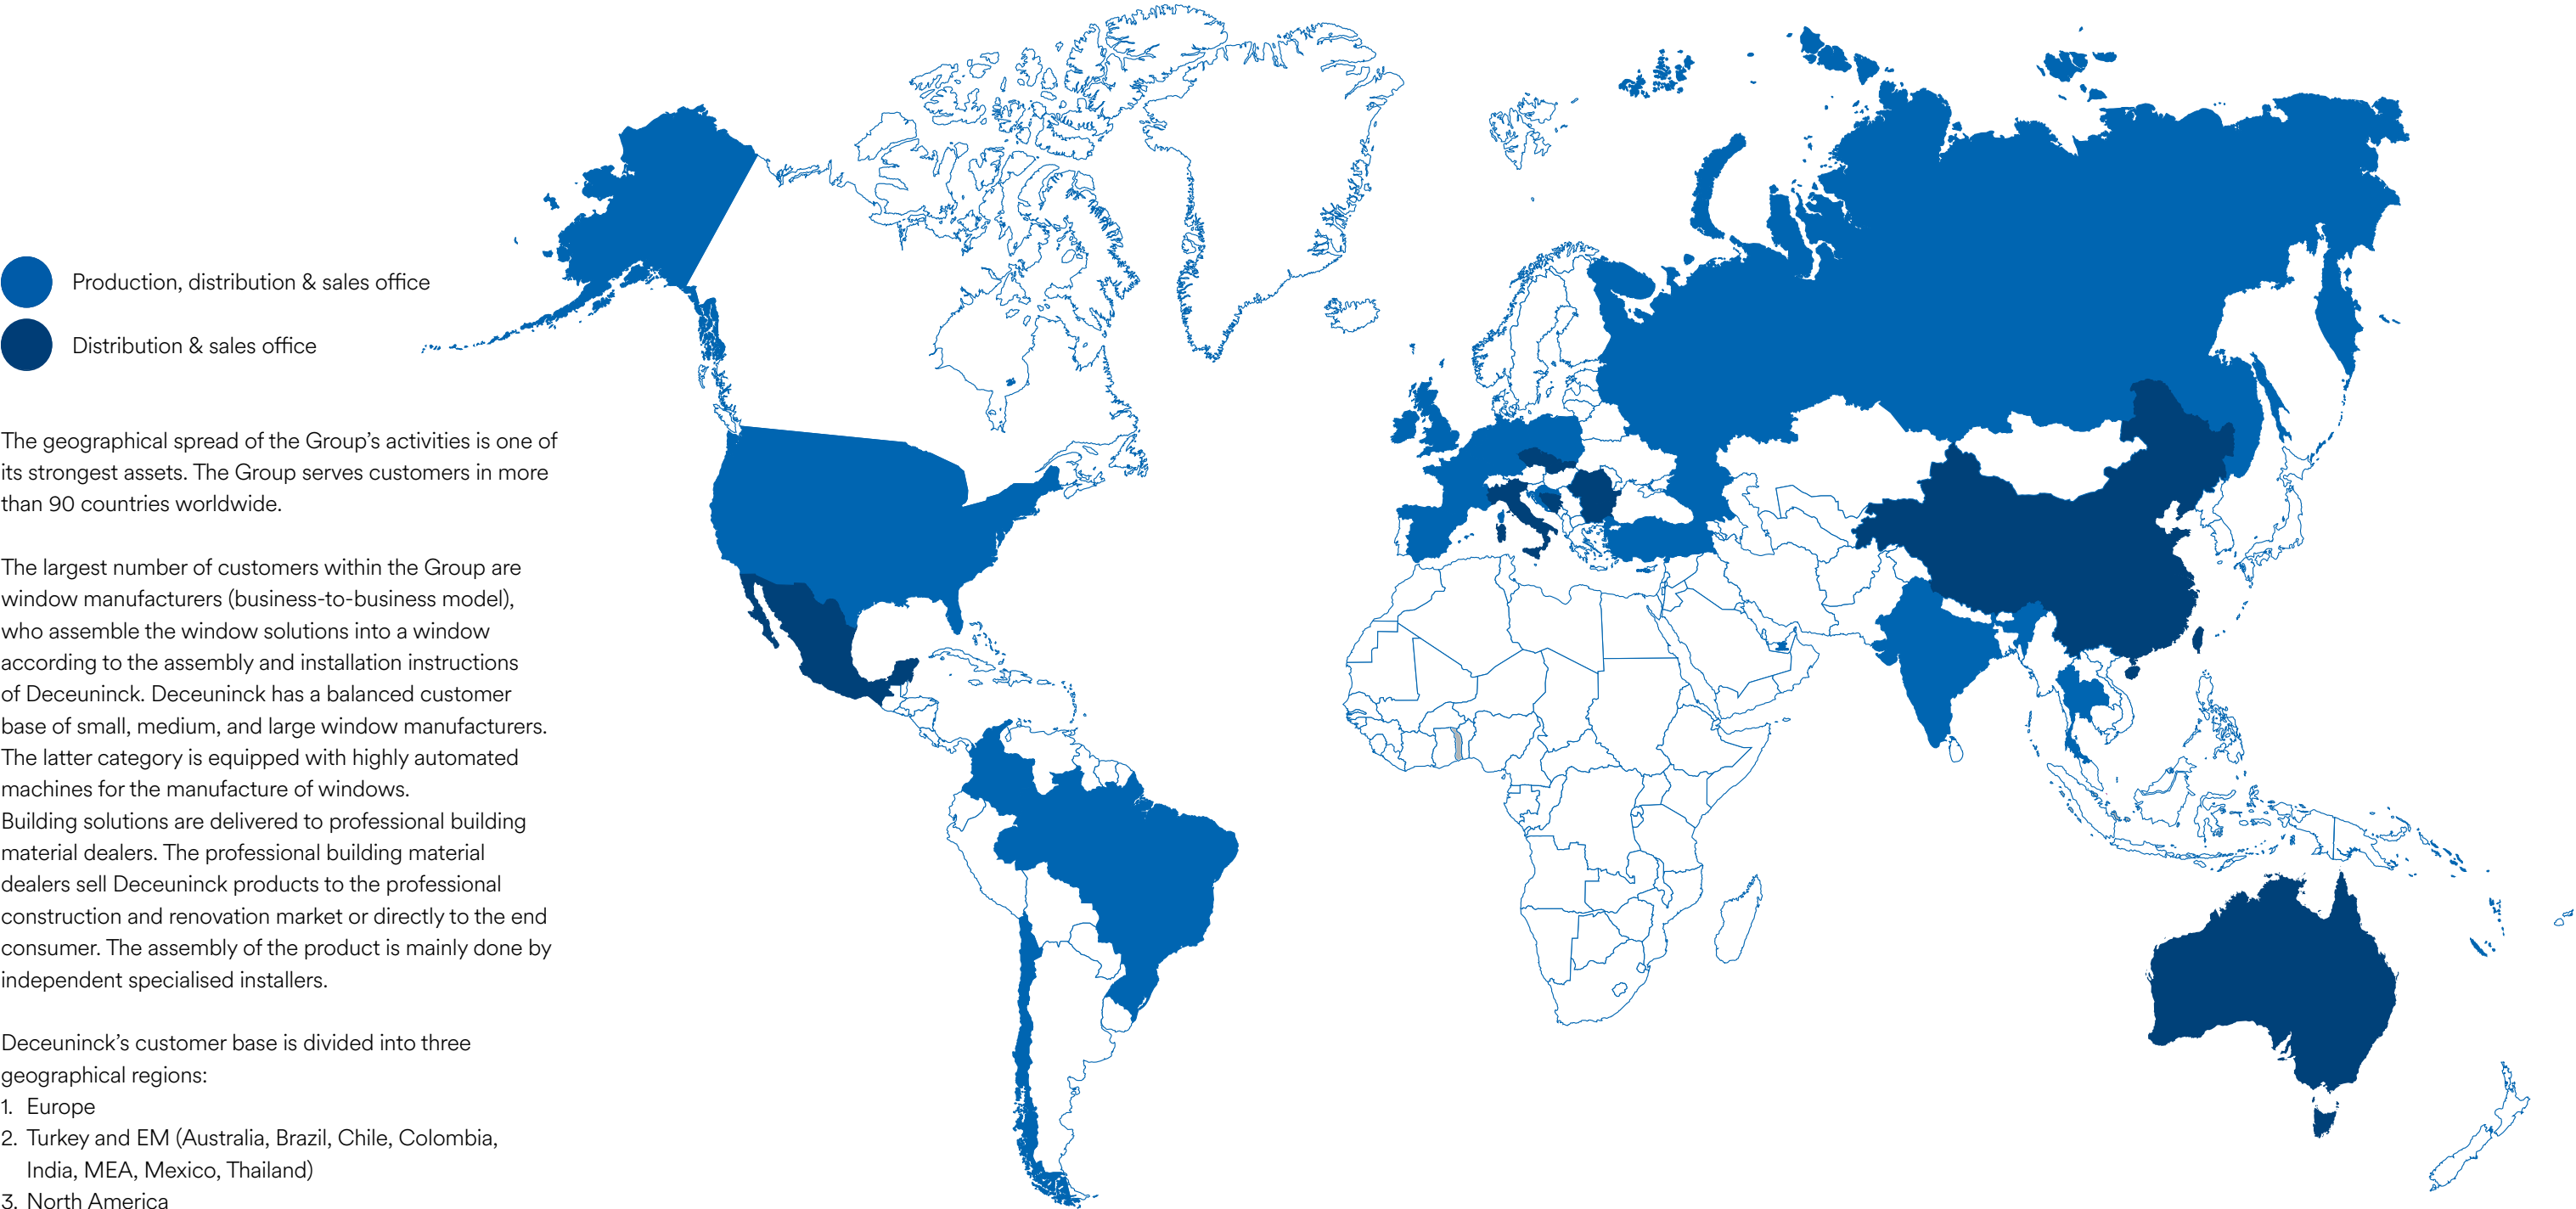 Production, distribution & sales office
Distribution & sales office
The geographical spread of the Group’s activities is one of
its strongest assets. The Group serves customers in more
than 90 countries worldwide.
The largest number of customers within the Group are
window manufacturers (business-to-business model),
who assemble the window solutions into a window
according to the assembly and installation instructions
of Deceuninck. Deceuninck has a balanced customer
base of small, medium, and large window manufacturers.
The latter category is equipped with highly automated
machines for the manufacture of windows.
Building solutions are delivered to professional building
material dealers. The professional building material
dealers sell Deceuninck products to the professional
construction and renovation market or directly to the end
consumer. The assembly of the product is mainly done by
independent specialised installers.
Deceuninck’s customer base is divided into three
geographical regions:
1. Europe
2. Turkey and EM (Australia, Brazil, Chile, Colombia,
India, MEA, Mexico, Thailand)
3. North America